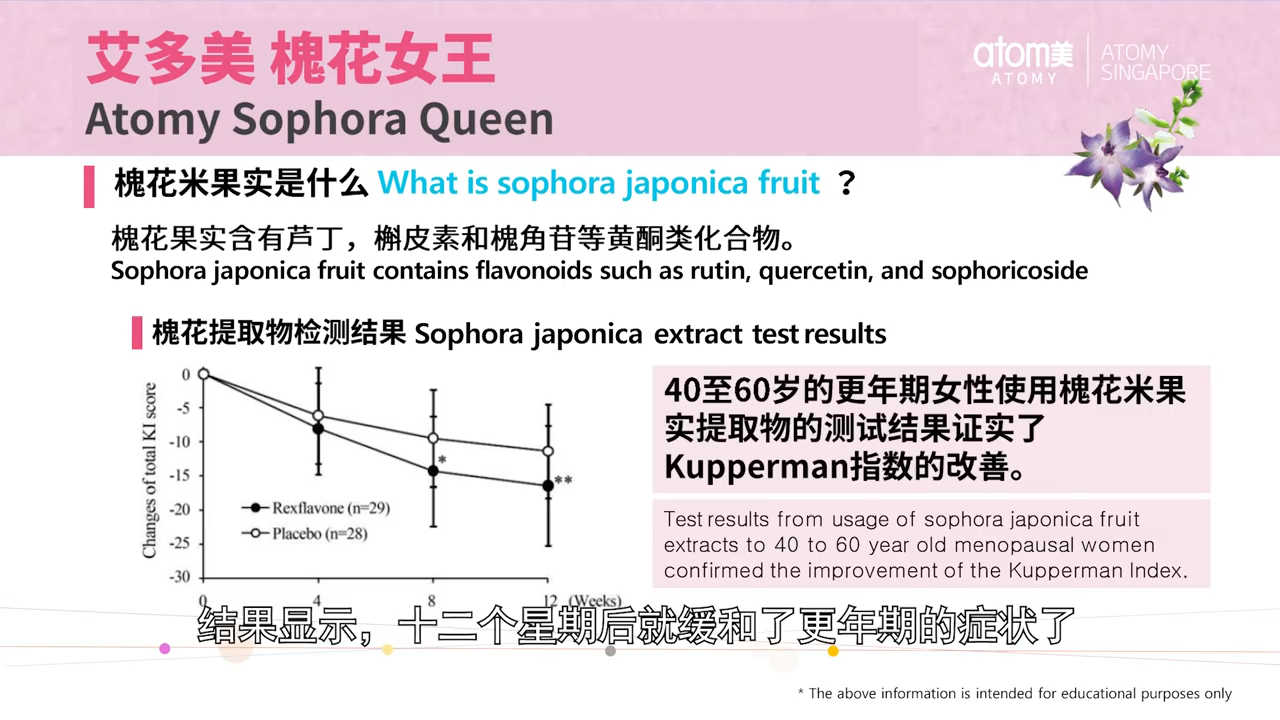 艾多美 槐花女王
Atomy Sophora Queen
atom美
ATOMY
ATOMY
SINGAPORE
槐花米果实是什么 What is sophora japonica fruit ？
槐花果实含有芦丁，槲皮素和槐角苷等黄酮类化合物。
Sophora japonica fruit contains flavonoids such as rutin, quercetin, and sophoricoside
槐花提取物检测结果 Sophora japonica extract test results
Changes of total KI score
0
-5
-10
-15
-20
-25
-30
*
**
Rexflavone (n=29)
Placebo (n=28)
0 4 8 12 (Weeks)
40至60岁的更年期女性使用槐花米果
实提取物的测试结果证实了
Kupperman指数的改善。
Test results from usage of sophora japonica fruit
extracts to 40 to 60 year old menopausal women
confirmed the improvement of the Kupperman Index.
结果显示，十二个星期后就缓和了更年期的症状了
* The above information is intended for educational purposes only